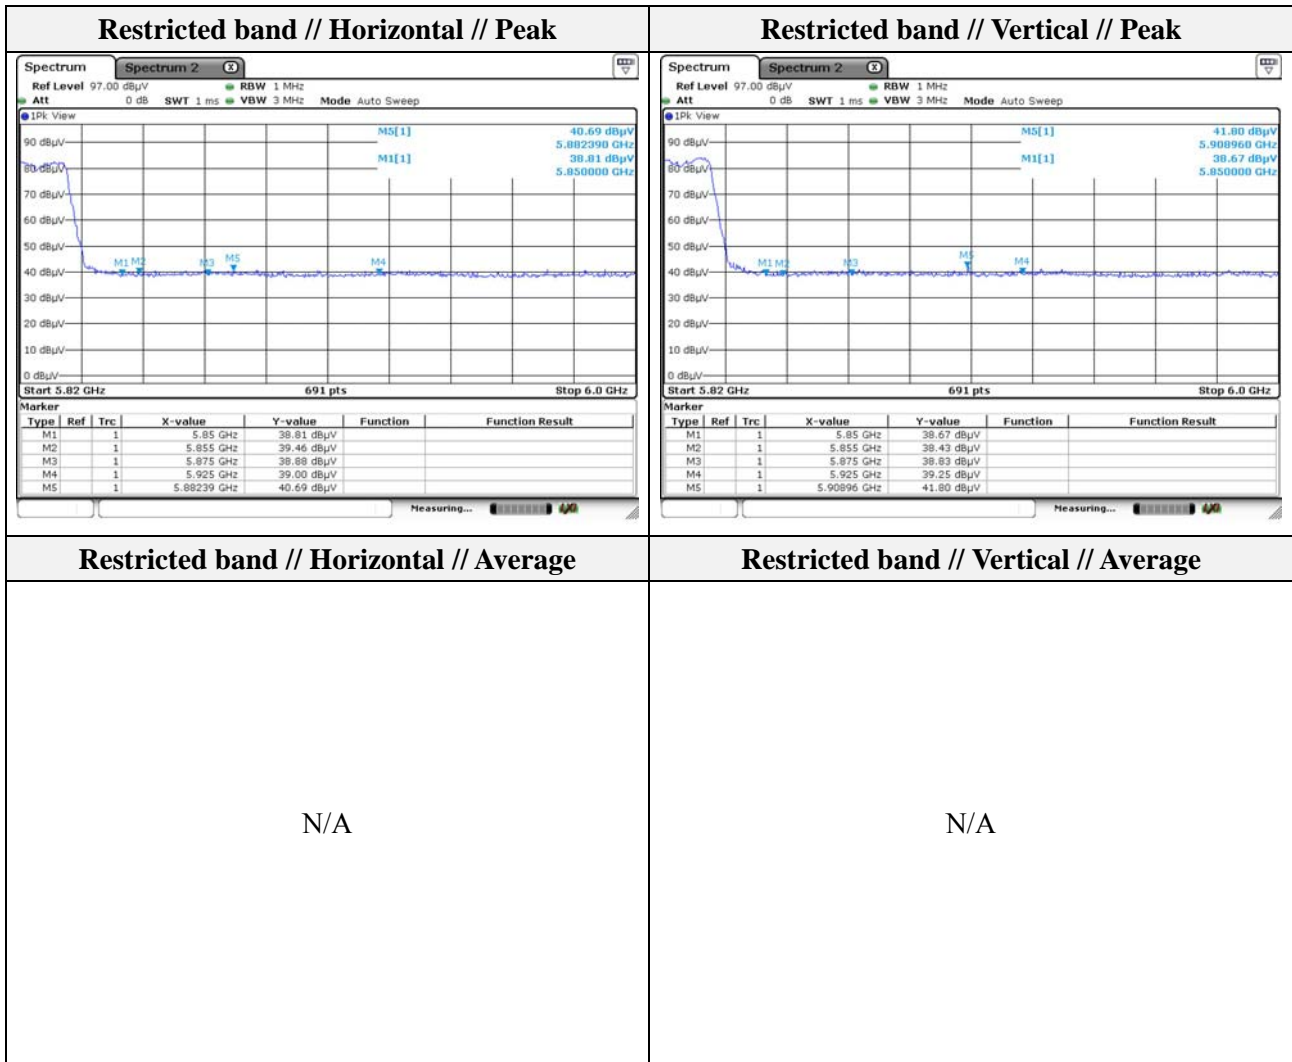 Restricted band // Horizontal // Peak
Spectrum Spectrum 2 X
Ref Level 97.00 dBµV RBW 1 MHz
Att 0 dB SWT 1 ms VBW 3 MHz Mode Auto Sweep
1Pk View
M5[1] 40.69 dBµV
90 dBµV 5.882390 GHz
M1[1] 38.81 dBµV
80 dBµV 5.850000 GHz
70 dBµV
60 dBµV
50 dBµV
M1 M2 M3 M5 M4
40 dBµV
30 dBµV
20 dBµV
10 dBµV
0 dBµV
Start 5.82 GHz 691 pts Stop 6.0 GHz
Marker
Type Ref Trc X-value Y-value Function Function Result
M1 1 5.85 GHz 38.81 dBµV
M2 1 5.855 GHz 39.46 dBµV
M3 1 5.875 GHz 38.88 dBµV
M4 1 5.925 GHz 39.00 dBµV
M5 1 5.88239 GHz 40.69 dBµV
Measuring...
Restricted band // Vertical // Peak
Spectrum Spectrum 2 X
Ref Level 97.00 dBµV RBW 1 MHz
Att 0 dB SWT 1 ms VBW 3 MHz Mode Auto Sweep
1Pk View
M5[1] 41.80 dBµV
90 dBµV 5.908960 GHz
M1[1] 38.67 dBµV
80 dBµV 5.850000 GHz
70 dBµV
60 dBµV
50 dBµV
M1 M2 M3 M5 M4
40 dBµV
30 dBµV
20 dBµV
10 dBµV
0 dBµV
Start 5.82 GHz 691 pts Stop 6.0 GHz
Marker
Type Ref Trc X-value Y-value Function Function Result
M1 1 5.85 GHz 38.67 dBµV
M2 1 5.855 GHz 38.43 dBµV
M3 1 5.875 GHz 38.83 dBµV
M4 1 5.925 GHz 39.25 dBµV
M5 1 5.90896 GHz 41.80 dBµV
Measuring...
Restricted band // Horizontal // Average
N/A
Restricted band // Vertical // Average
N/A